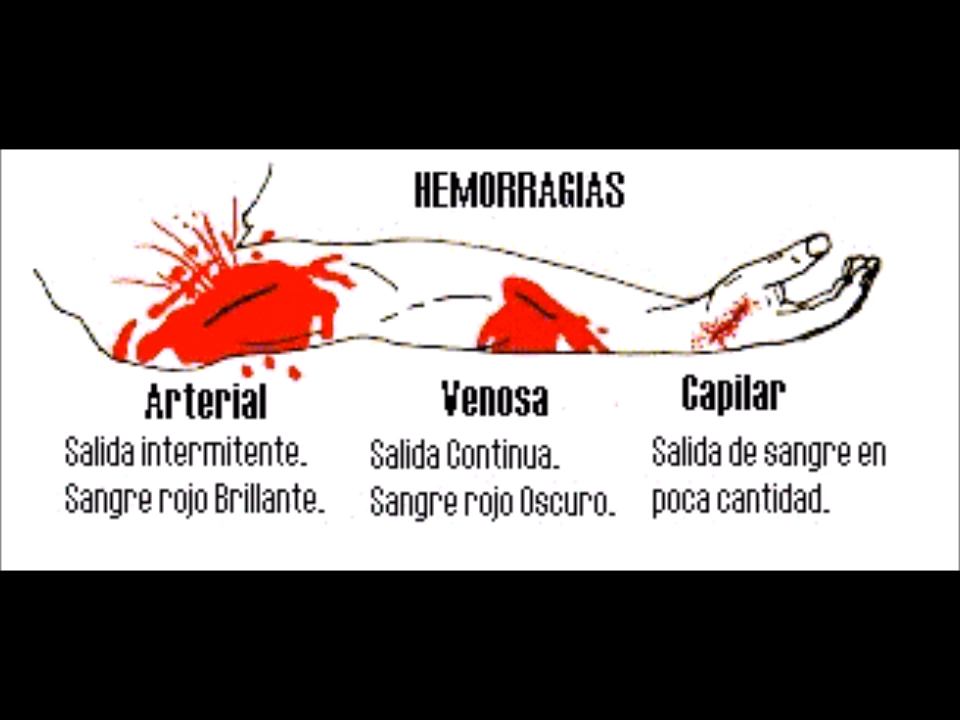 HEMORRAGIAS
Arterial
Salida intermitente.
Sangre rojo Brillante.
Venosa
Salida Continua.
Sangre rojo Oscuro.
Capilar
Salida de sangre en
poca cantidad.